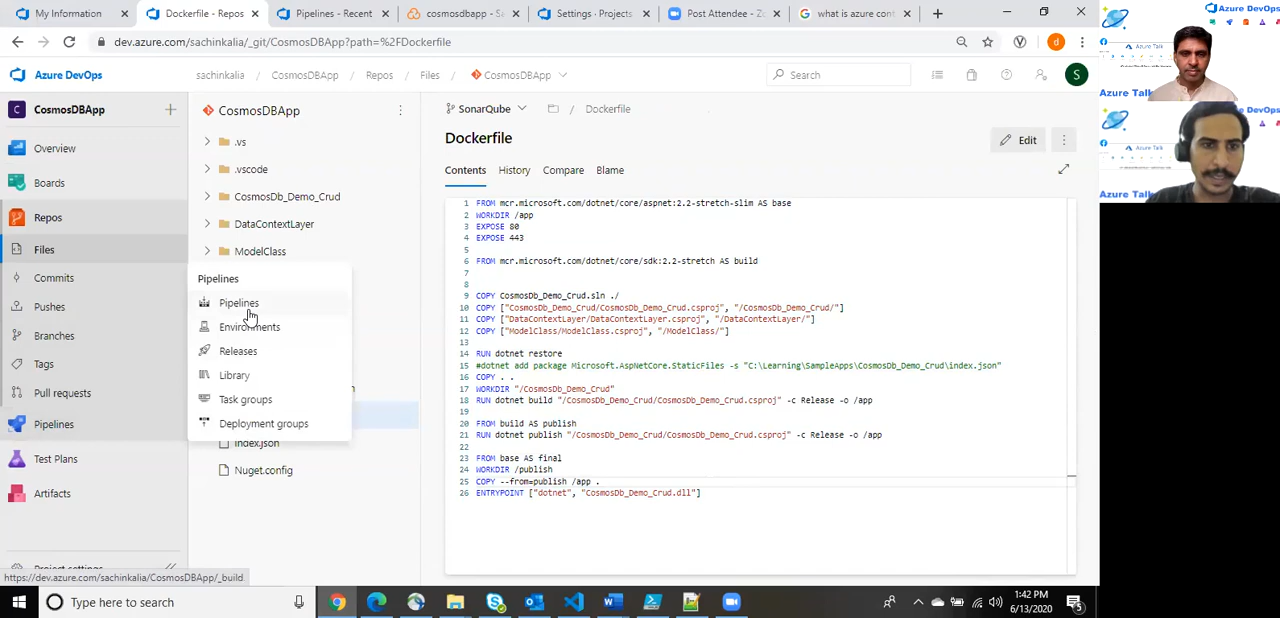 My Information
Dockerfile - Repos
Pipelines - Recent
cosmosdbapp - S
Settings · Projects
Post Attendee - Zo
what is azure cont
dev.azure.com/sachinkalia/_git/CosmosDBApp?path=%2FDockerfile
d
Azure DevOps
sachinkalia / CosmosDBApp / Repos / Files / CosmosDBApp
Search
S
C CosmosDBApp
Overview
Boards
Repos
Files
Commits
Pushes
Branches
Tags
Pull requests
Pipelines
Test Plans
Artifacts
Project settings
CosmosDBApp
.vs
.vscode
CosmosDb_Demo_Crud
DataContextLayer
ModelClass
Pipelines
Pipelines
Environments
Releases
Library
Task groups
Deployment groups
index.json
Nuget.config
SonarQube / Dockerfile
Dockerfile
Edit
Contents History Compare Blame
1 FROM mcr.microsoft.com/dotnet/core/aspnet:2.2-stretch-slim AS base
2 WORKDIR /app
3 EXPOSE 80
4 EXPOSE 443
5
6 FROM mcr.microsoft.com/dotnet/core/sdk:2.2-stretch AS build
7
8
9 COPY CosmosDb_Demo_Crud.sln ./
10 COPY ["CosmosDb_Demo_Crud/CosmosDb_Demo_Crud.csproj", "/CosmosDb_Demo_Crud/"]
11 COPY ["DataContextLayer/DataContextLayer.csproj", "/DataContextLayer/"]
12 COPY ["ModelClass/ModelClass.csproj", "/ModelClass/"]
13
14 RUN dotnet restore
15 #dotnet add package Microsoft.AspNetCore.StaticFiles -s "C:\Learning\SampleApps\CosmosDb_Demo_Crud\index.json"
16 COPY . .
17 WORKDIR "/CosmosDb_Demo_Crud"
18 RUN dotnet build "/CosmosDb_Demo_Crud/CosmosDb_Demo_Crud.csproj" -c Release -o /app
19
20 FROM build AS publish
21 RUN dotnet publish "/CosmosDb_Demo_Crud/CosmosDb_Demo_Crud.csproj" -c Release -o /app
22
23 FROM base AS final
24 WORKDIR /publish
25 COPY --from=publish /app .
26 ENTRYPOINT ["dotnet", "CosmosDb_Demo_Crud.dll"]
Azure DevOps
Azure Talk
Azure Talk
Azure Talk
https://dev.azure.com/sachinkalia/CosmosDBApp/_build
Type here to search
1:42 PM
6/13/2020
5